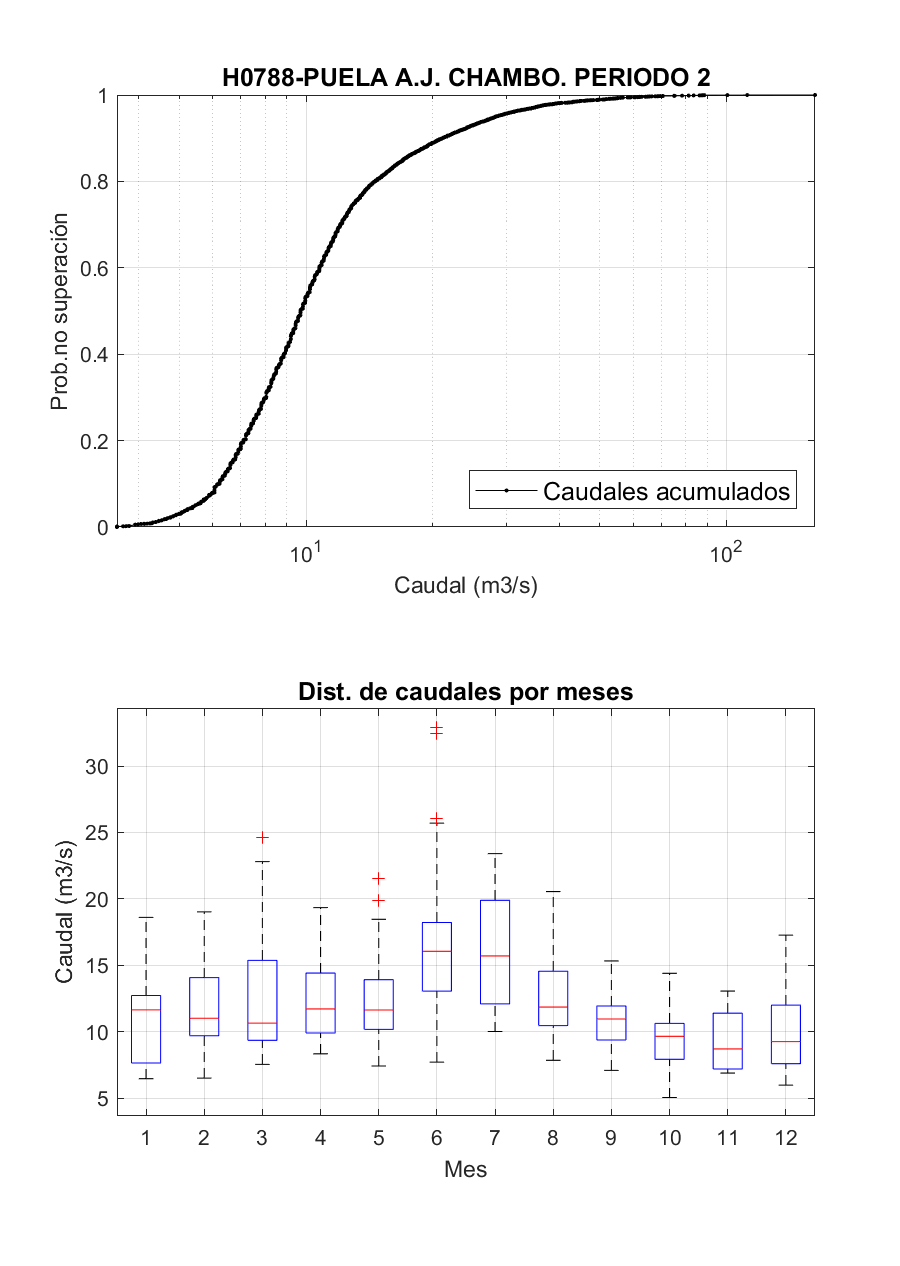 H0788-PUELA A.J. CHAMBO. PERIODO 2
1
0.8
0.6
0.4
0.2
0
Prob.no superación
Caudales acumulados
10^1 10^2
Caudal (m3/s)
Dist. de caudales por meses
30
25
20
15
10
5
Caudal (m3/s)
1 2 3 4 5 6 7 8 9 10 11 12
Mes